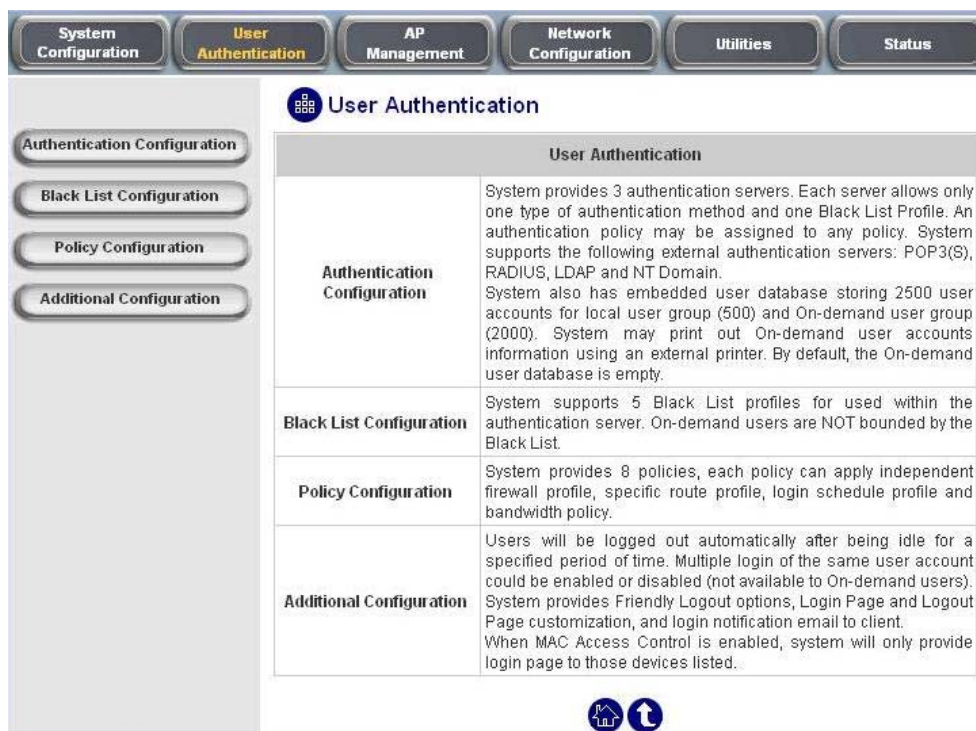 System
Configuration
User
Authentication
AP
Management
Network
Configuration
Utilities
Status
Authentication Configuration
Black List Configuration
Policy Configuration
Additional Configuration
User Authentication
User Authentication
Authentication
Configuration
System provides 3 authentication servers. Each server allows only
one type of authentication method and one Black List Profile. An
authentication policy may be assigned to any policy. System
supports the following external authentication servers: POP3(S),
RADIUS, LDAP and NT Domain.
System also has embedded user database storing 2500 user
accounts for local user group (500) and On-demand user group
(2000). System may print out On-demand user accounts
information using an external printer. By default, the On-demand
user database is empty.
Black List Configuration
System supports 5 Black List profiles for used within the
authentication server. On-demand users are NOT bounded by the
Black List.
Policy Configuration
System provides 8 policies, each policy can apply independent
firewall profile, specific route profile, login schedule profile and
bandwidth policy.
Additional Configuration
Users will be logged out automatically after being idle for a
specified period of time. Multiple login of the same user account
could be enabled or disabled (not available to On-demand users).
System provides Friendly Logout options, Login Page and Logout
Page customization, and login notification email to client.
When MAC Access Control is enabled, system will only provide
login page to those devices listed.